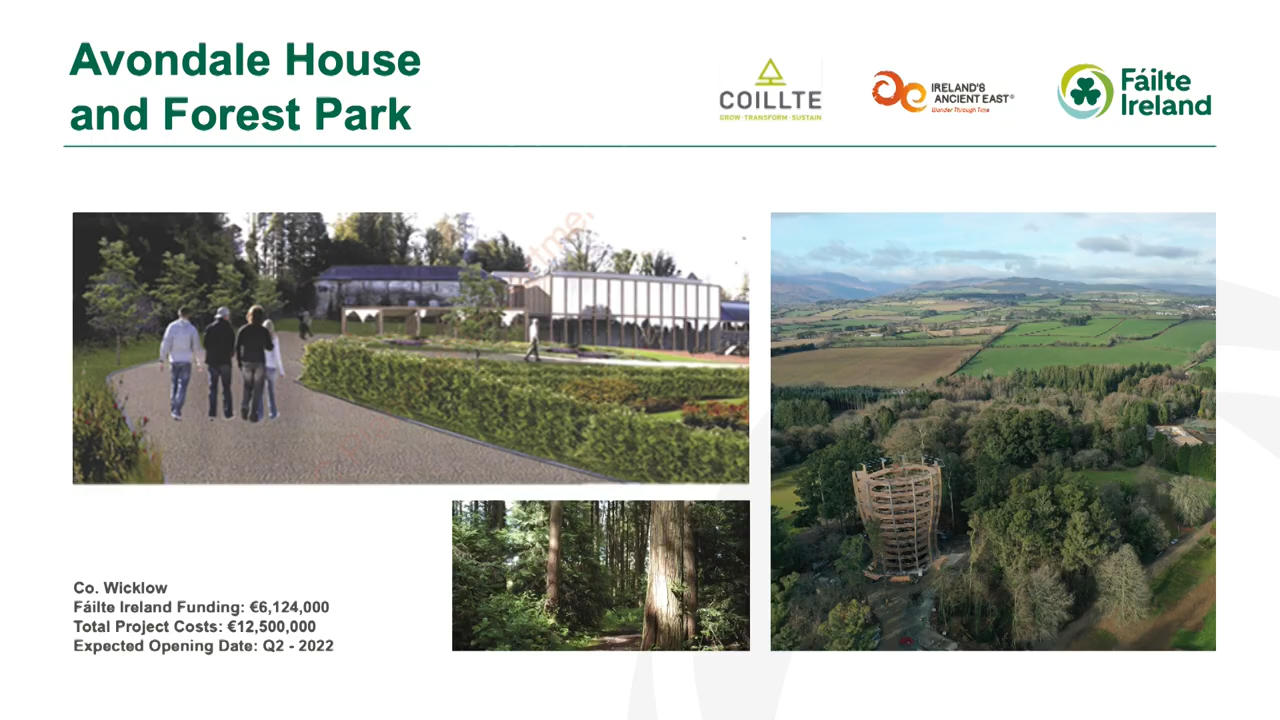 Avondale House
and Forest Park
COILLTE
GROW · TRANSFORM · SUSTAIN
IRELAND'S
ANCIENT EAST®
Wander Through Time
Fáilte
Ireland
Co. Wicklow
Fáilte Ireland Funding: €6,124,000
Total Project Costs: €12,500,000
Expected Opening Date: Q2 - 2022